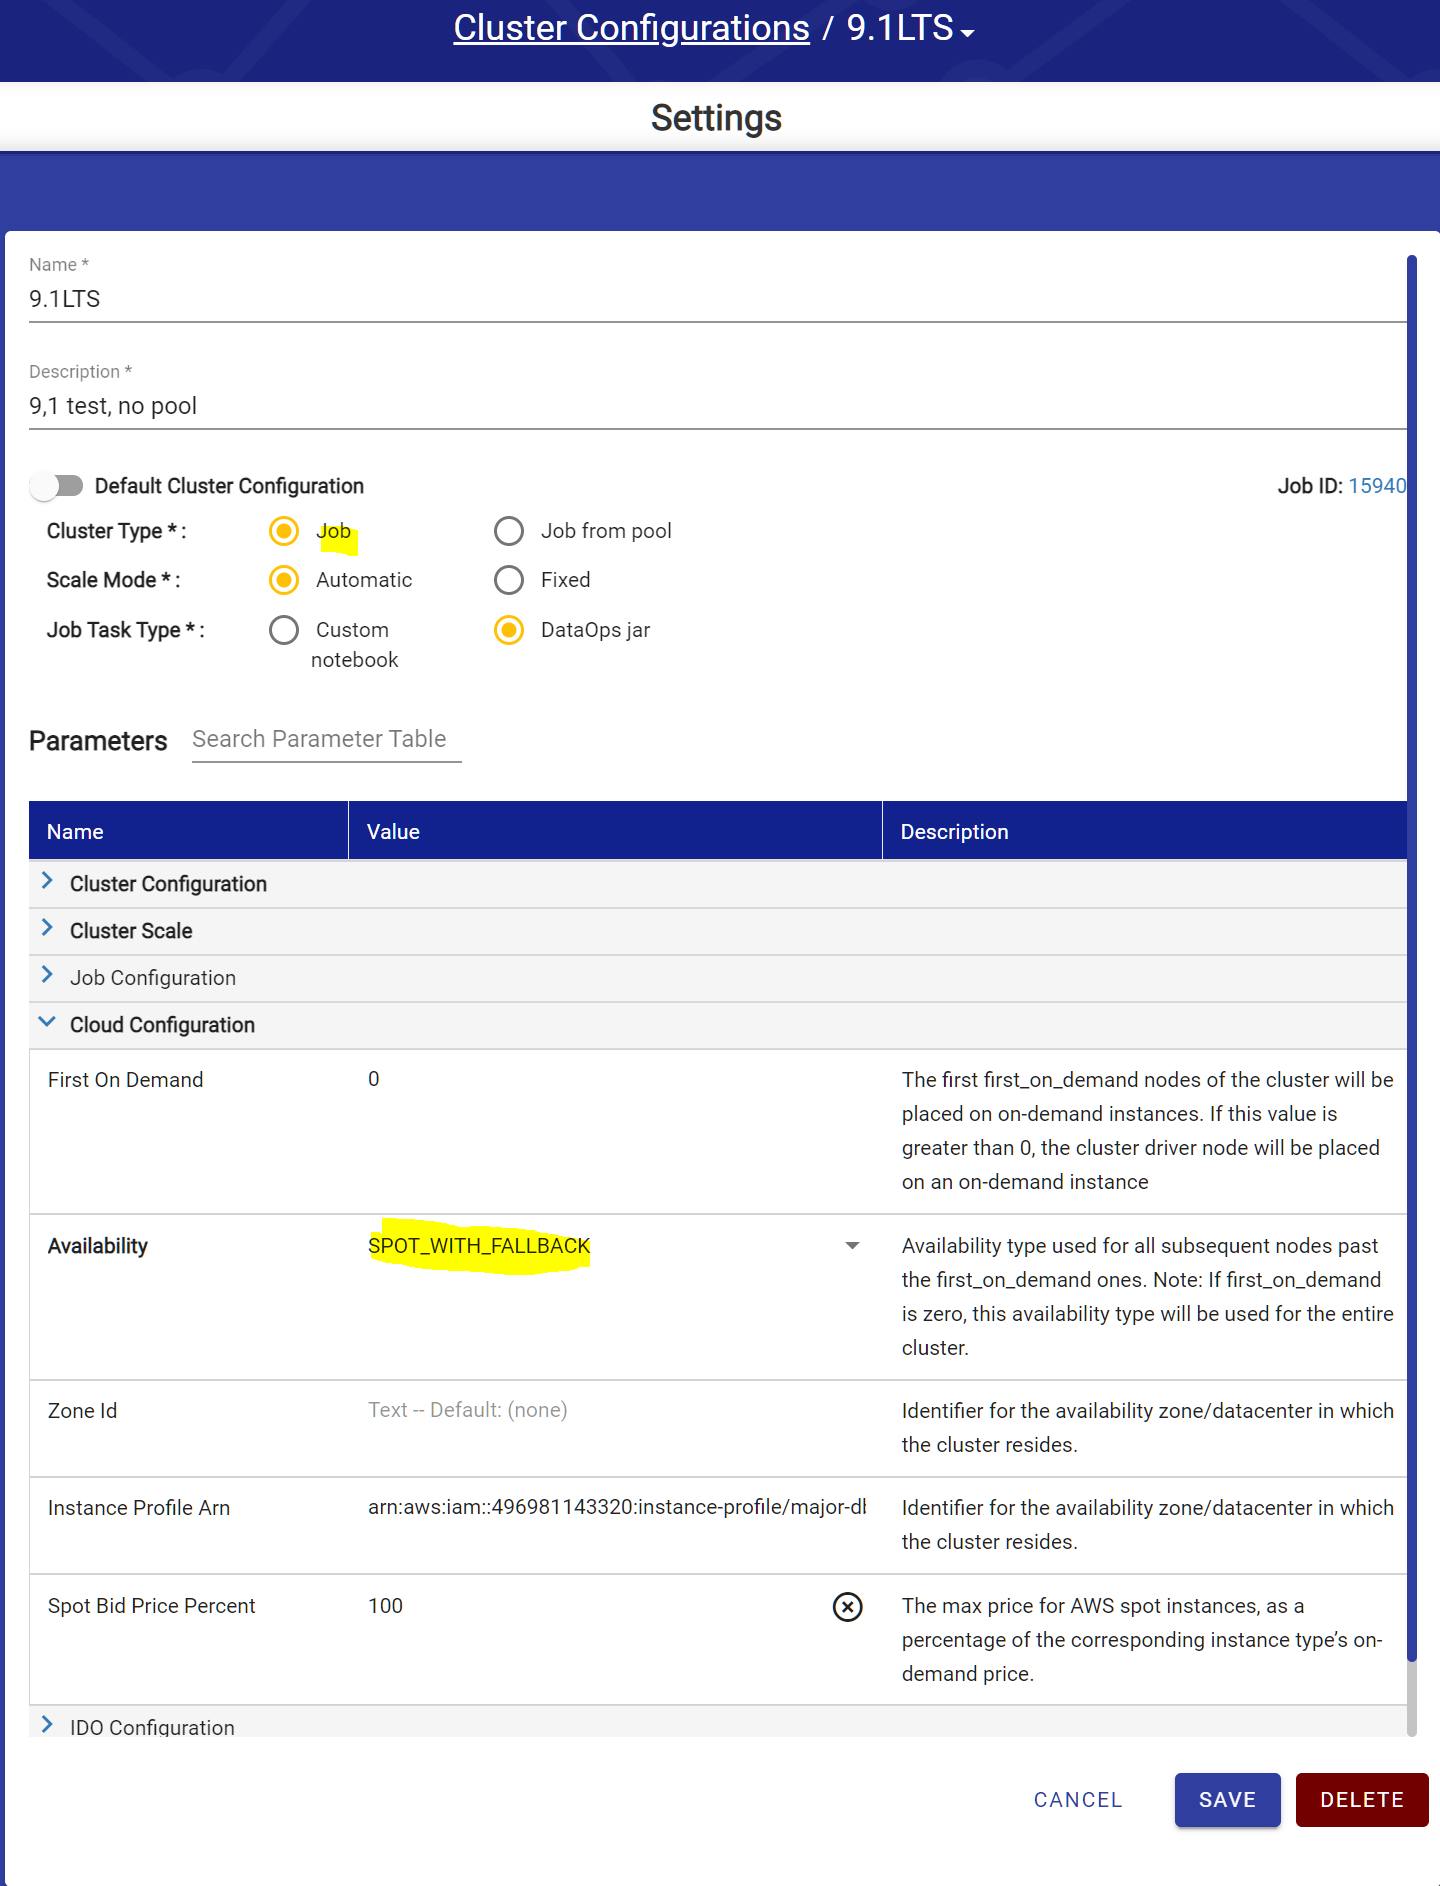 Cluster Configurations / 9.1LTS
Settings
Name *
9.1LTS
Description *
9,1 test, no pool
Default Cluster Configuration
Job ID: 15940
Cluster Type * :
Job
Job from pool
Scale Mode * :
Automatic
Fixed
Job Task Type * :
Custom
notebook
DataOps jar
Parameters
Search Parameter Table
Name
Value
Description
Cluster Configuration
Cluster Scale
Job Configuration
Cloud Configuration
First On Demand
0
The first first_on_demand nodes of the cluster will be
placed on on-demand instances. If this value is
greater than 0, the cluster driver node will be placed
on an on-demand instance
Availability
SPOT_WITH_FALLBACK
Availability type used for all subsequent nodes past
the first_on_demand ones. Note: If first_on_demand
is zero, this availability type will be used for the entire
cluster.
Zone Id
Text -- Default: (none)
Identifier for the availability zone/datacenter in which
the cluster resides.
Instance Profile Arn
arn:aws:iam::496981143320:instance-profile/major-db
Identifier for the availability zone/datacenter in which
the cluster resides.
Spot Bid Price Percent
100
The max price for AWS spot instances, as a
percentage of the corresponding instance type’s on-
demand price.
IDO Configuration
CANCEL
SAVE
DELETE